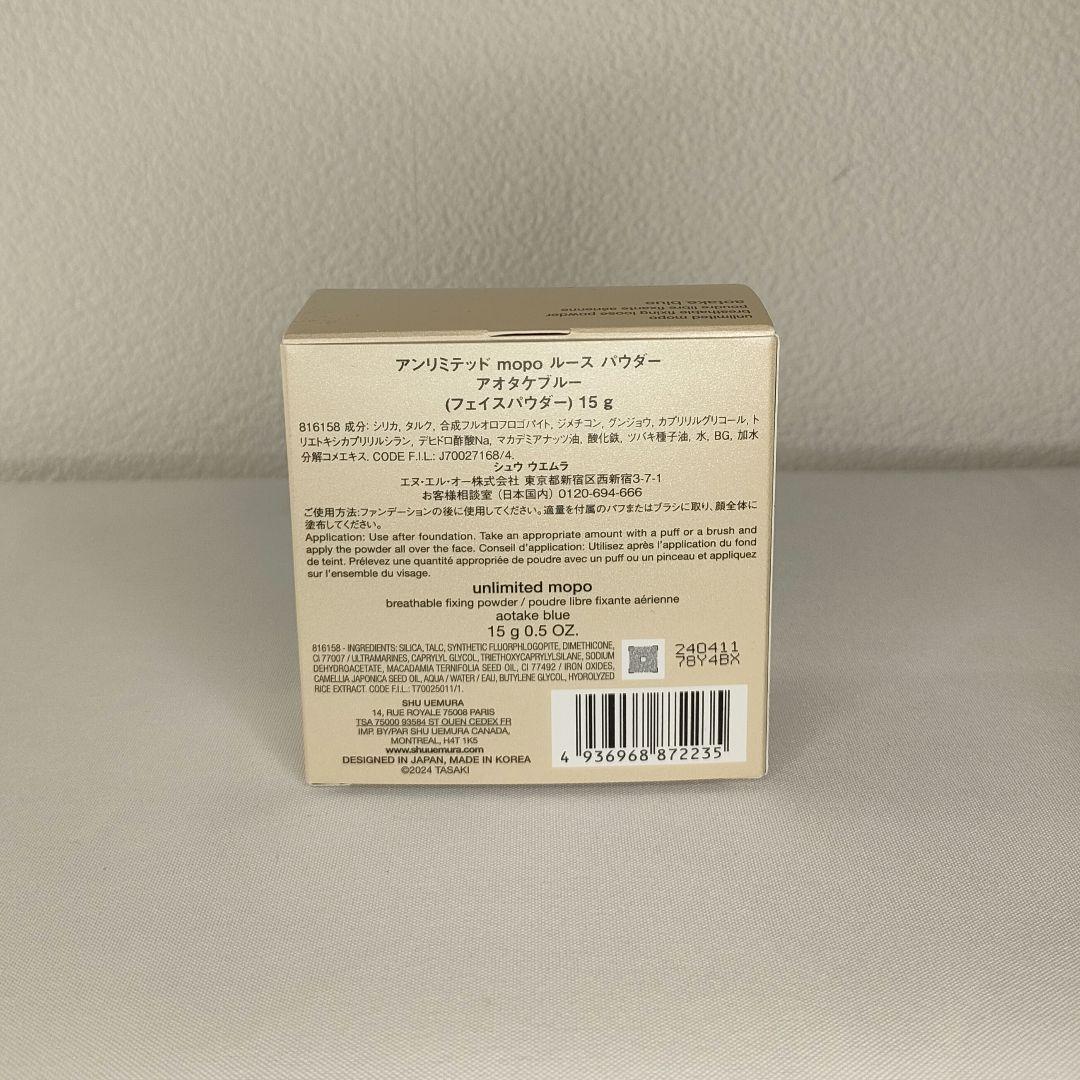 aotake blue
poudre libre fixante aérienne
breathable fixing loose powder
unlimited mopo
アンリミテッド mopo ルース パウダー
アオタケブルー
(フェイスパウダー) 15 g
816158 成分: シリカ, タルク, 合成フルオロフロゴパイト, ジメチコン, グンジョウ, カプリリルグリコール, ト
リエトキシカプリリルシラン, デヒドロ酢酸Na, マカデミアナッツ油, 酸化鉄, ツバキ種子油, 水, BG, 加水
分解コメエキス. CODE F.I.L.: J70027168/4.
シュウ ウエムラ
エヌ・エル・オー株式会社 東京都新宿区西新宿3-7-1
お客様相談室 (日本国内) 0120-694-666
ご使用方法:ファンデーションの後に使用してください。適量を付属のパフまたはブラシに取り、顔全体に
塗布してください。
Application: Use after foundation. Take an appropriate amount with a puff or a brush and
apply the powder all over the face. Conseil d'application: Utilisez après l'application du fond
de teint. Prélevez une quantité appropriée de poudre avec un puff ou un pinceau et appliquez
sur l'ensemble du visage.
unlimited mopo
breathable fixing powder / poudre libre fixante aérienne
aotake blue
15 g 0.5 OZ.
816158 - INGREDIENTS: SILICA, TALC, SYNTHETIC FLUORPHLOGOPITE, DIMETHICONE,
CI 77007 / ULTRAMARINES, CAPRYLYL GLYCOL, TRIETHOXYCAPRYLYLSILANE, SODIUM
DEHYDROACETATE, MACADAMIA TERNIFOLIA SEED OIL, CI 77492 / IRON OXIDES,
CAMELLIA JAPONICA SEED OIL, AQUA / WATER / EAU, BUTYLENE GLYCOL, HYDROLYZED
RICE EXTRACT. CODE F.I.L.: T70025011/1.
240411
78Y4BX
SHU UEMURA
14, RUE ROYALE 75008 PARIS
TSA 75000 93584 ST OUEN CEDEX FR
IMP. BY/PAR SHU UEMURA CANADA,
MONTREAL, H4T 1K5
www.shuuemura.com
DESIGNED IN JAPAN, MADE IN KOREA
©2024 TASAKI
4 936968 872235